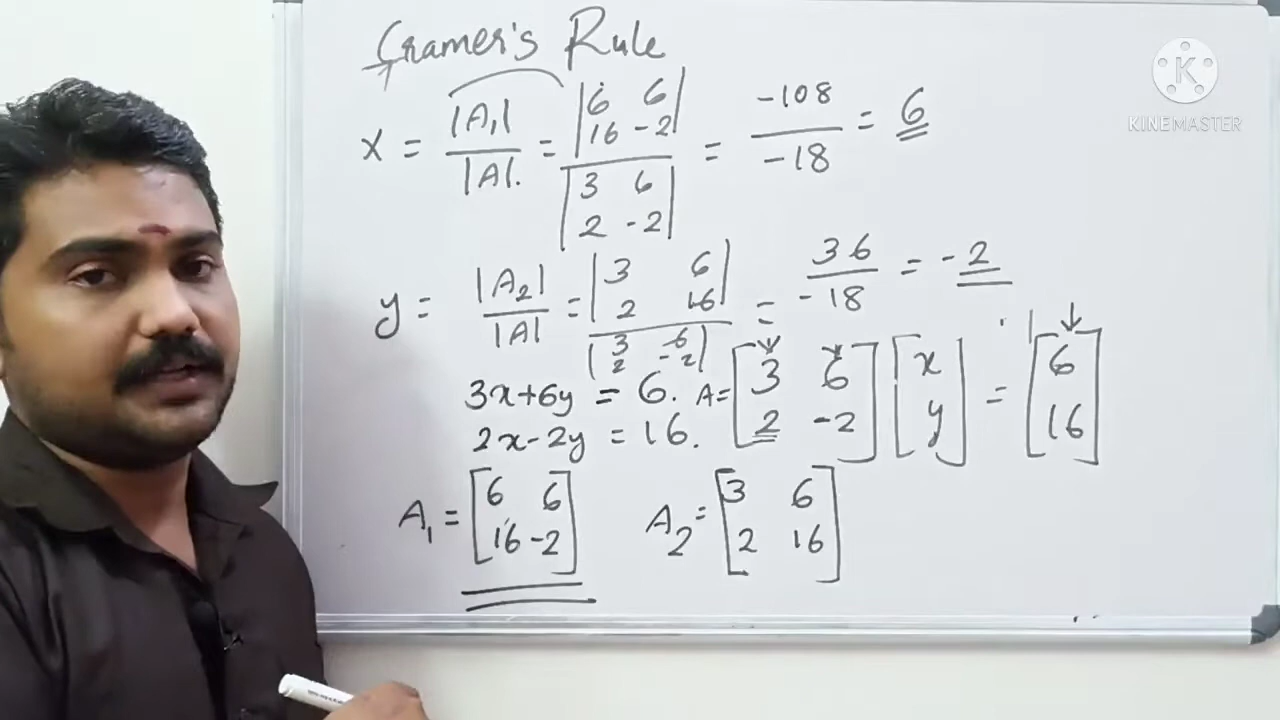 Cramer's Rule
x = |A₁| / |A|. = |6 6; 16 -2| / |3 6; 2 -2| = -108 / -18 = 6
y = |A₂| / |A| = |3 6; 2 16| / |3 -6; 2 -2| = 36 / -18 = -2
3x+6y = 6.
2x-2y = 16.
A = [3 6; 2 -2] [x; y] = [6; 16]
A₁ = [6 6; 16 -2]
A₂ = [3 6; 2 16]
K
KINEMASTER